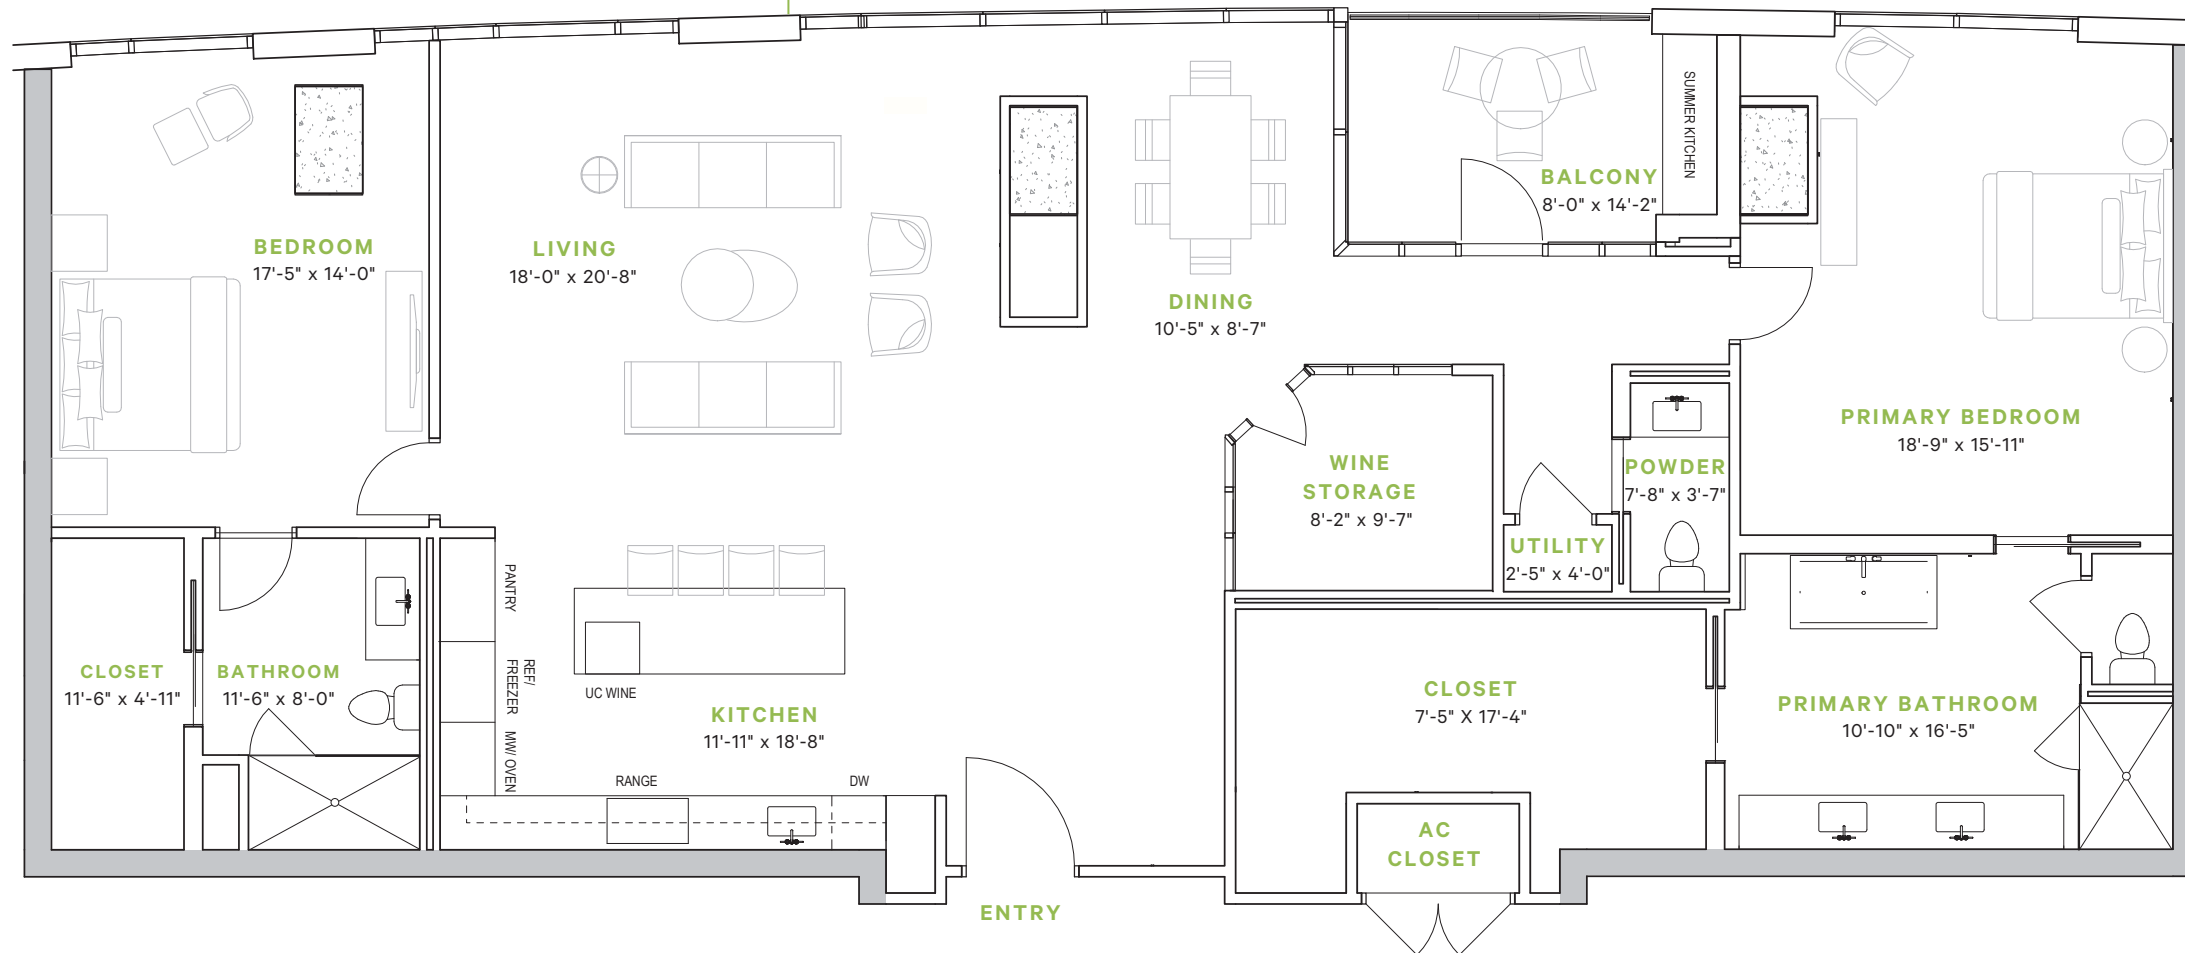 SUMMER KITCHEN
BALCONY
8'-0" x 14'-2"
BEDROOM
17'-5" x 14'-0"
LIVING
18'-0" x 20'-8"
DINING
10'-5" x 8'-7"
PRIMARY BEDROOM
18'-9" x 15'-11"
WINE
STORAGE
8'-2" x 9'-7"
POWDER
7'-8" x 3'-7"
UTILITY
2'-5" x 4'-0"
PANTRY
REF/
FREEZER
MW/ OVEN
CLOSET
11'-6" x 4'-11"
BATHROOM
11'-6" x 8'-0"
UC WINE
KITCHEN
11'-11" x 18'-8"
RANGE
DW
CLOSET
7'-5" X 17'-4"
PRIMARY BATHROOM
10'-10" x 16'-5"
AC
CLOSET
ENTRY